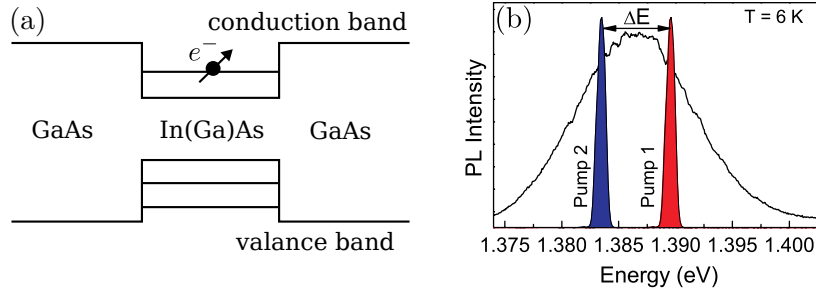 (a)
conduction band
e⁻
GaAs
In(Ga)As
GaAs
valance band
(b)
ΔE
T = 6 K
PL Intensity
Pump 2
Pump 1
1.375 1.380 1.385 1.390 1.395 1.400
Energy (eV)